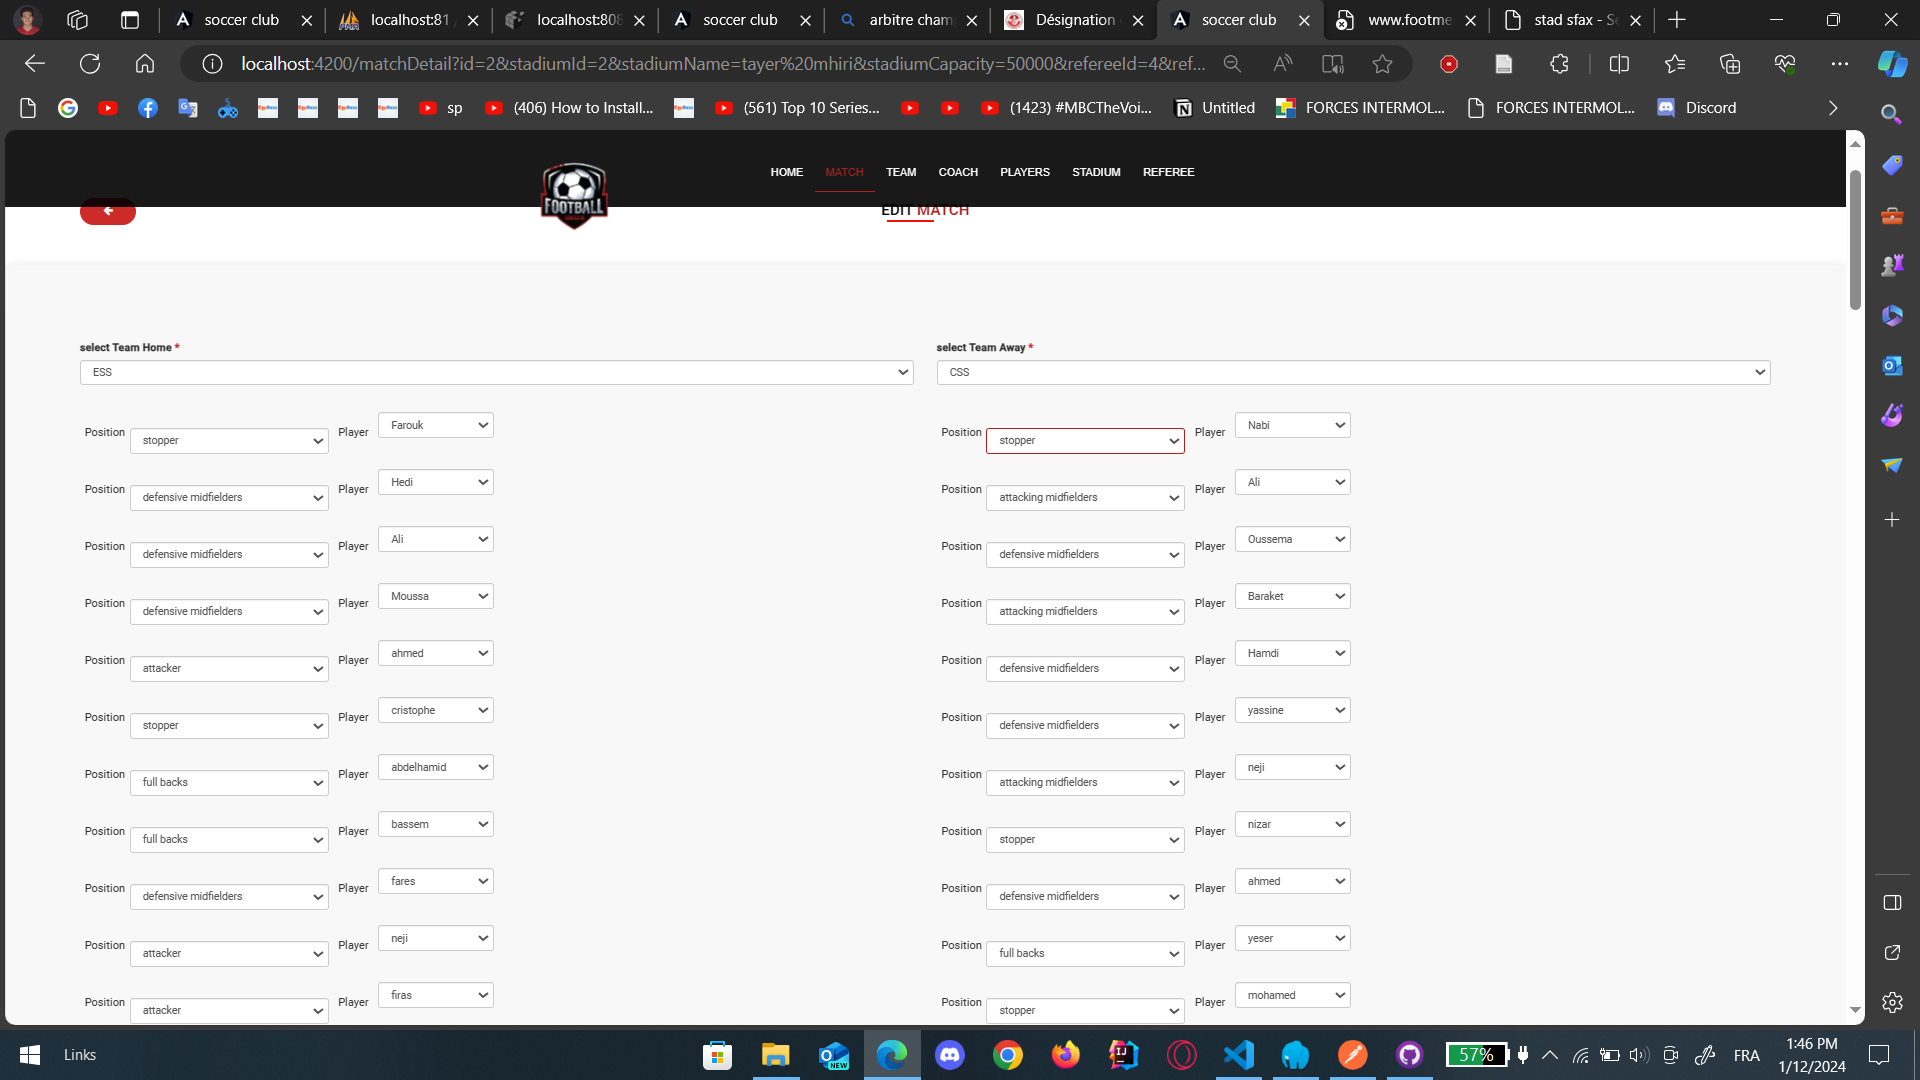 soccer club
localhost:81
localhost:808
soccer club
arbitre cham
Désignation
soccer club
www.footme
stad sfax - Se
localhost:4200/matchDetail?id=2&stadiumId=2&stadiumName=tayer%20mhiri&stadiumCapacity=50000&refereeId=4&ref...
sp
(406) How to Install...
(561) Top 10 Series...
(1423) #MBCTheVoi...
Untitled
FORCES INTERMOL...
FORCES INTERMOL...
Discord
FOOTBALL
HOME
MATCH
TEAM
COACH
PLAYERS
STADIUM
REFEREE
EDIT MATCH
select Team Home *
select Team Away *
ESS
CSS
Position stopper Player Farouk
Position stopper Player Nabi
Position defensive midfielders Player Hedi
Position attacking midfielders Player Ali
Position defensive midfielders Player Ali
Position defensive midfielders Player Oussema
Position defensive midfielders Player Moussa
Position attacking midfielders Player Baraket
Position attacker Player ahmed
Position defensive midfielders Player Hamdi
Position stopper Player cristophe
Position defensive midfielders Player yassine
Position full backs Player abdelhamid
Position attacking midfielders Player neji
Position full backs Player bassem
Position stopper Player nizar
Position defensive midfielders Player fares
Position defensive midfielders Player ahmed
Position attacker Player neji
Position full backs Player yeser
Position attacker Player firas
Position stopper Player mohamed
Links
NEW
57%
FRA
1:46 PM
1/12/2024